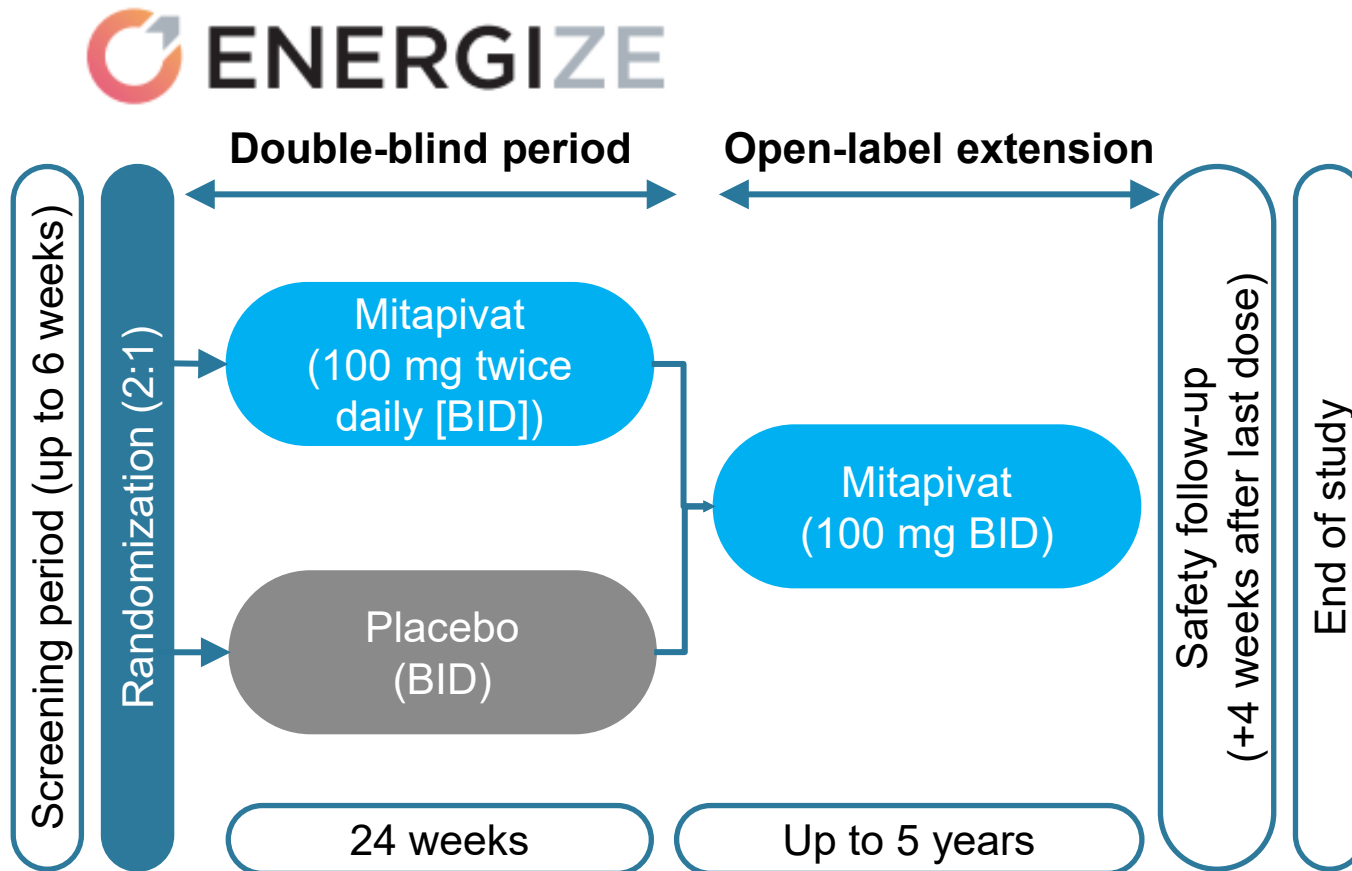 ENERGIZE
Double-blind period
Open-label extension
Screening period (up to 6 weeks)
Randomization (2:1)
Mitapivat
(100 mg twice
daily [BID])
Placebo
(BID)
Mitapivat
(100 mg BID)
Safety follow-up
(+4 weeks after last dose)
End of study
24 weeks
Up to 5 years